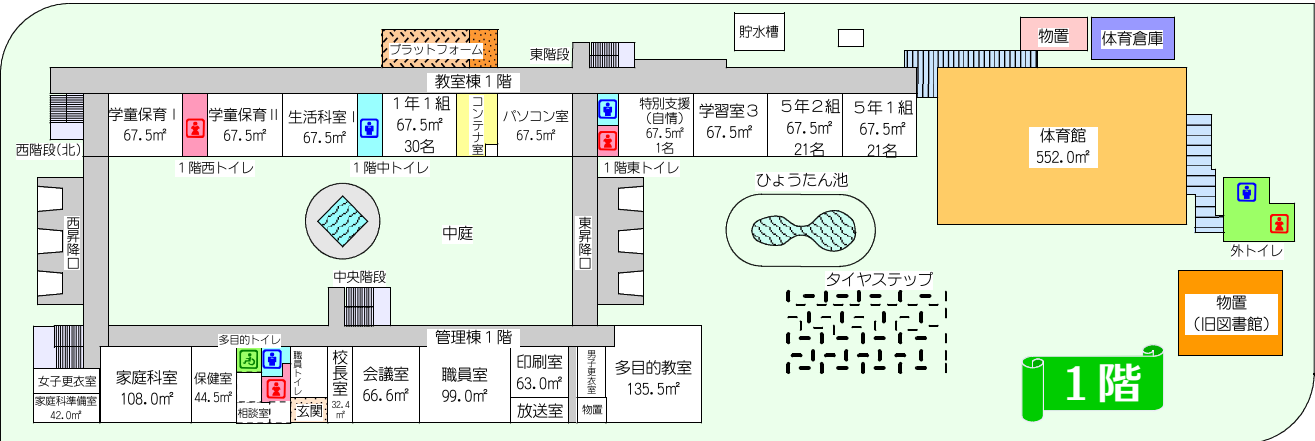 プラットフォーム
東階段
貯水槽
物置
体育倉庫
教室棟１階
学童保育Ⅰ
67.5㎡
学童保育Ⅱ
67.5㎡
生活科室Ⅰ
67.5㎡
１年１組
67.5㎡
30名
コンテナ室
パソコン室
67.5㎡
特別支援
（自情）
67.5㎡
1名
学習室３
67.5㎡
５年２組
67.5㎡
21名
５年１組
67.5㎡
21名
体育館
552.0㎡
西階段(北)
１階西トイレ
１階中トイレ
１階東トイレ
ひょうたん池
西昇降口
中庭
東昇降口
外トイレ
中央階段
タイヤステップ
物置
（旧図書館）
管理棟１階
多目的トイレ
女子更衣室
家庭科準備室
42.0㎡
家庭科室
108.0㎡
保健室
44.5㎡
相談室
職員トイレ
玄関
校長室
32.4㎡
会議室
66.6㎡
職員室
99.0㎡
印刷室
63.0㎡
放送室
男子更衣室
物置
多目的教室
135.5㎡
１階